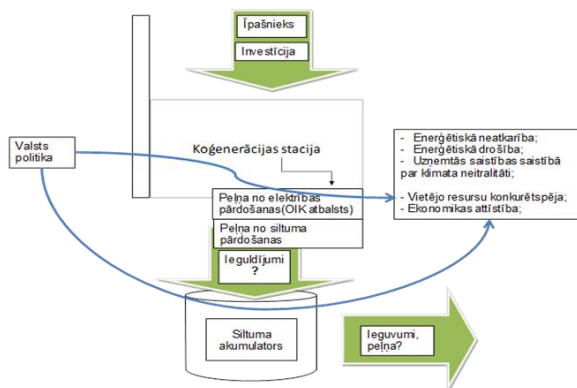 Īpašnieks
Investīcija
Koģenerācijas stacija
Valsts
politika
- Enerģētiskā neatkarība;
- Enerģētiskā drošība;
- Uzņemtās saistības saistībā
par klimata neitralitāti;
- Vietējo resursu konkurētspēja;
- Ekonomikas attīstība;
Peļņa no elektrības
pārdošanas(OIK atbalsts)
Peļņa no siltuma
pārdošanas
Ieguldījumi
?
Siltuma
akumulators
Ieguvumi,
peļņa?